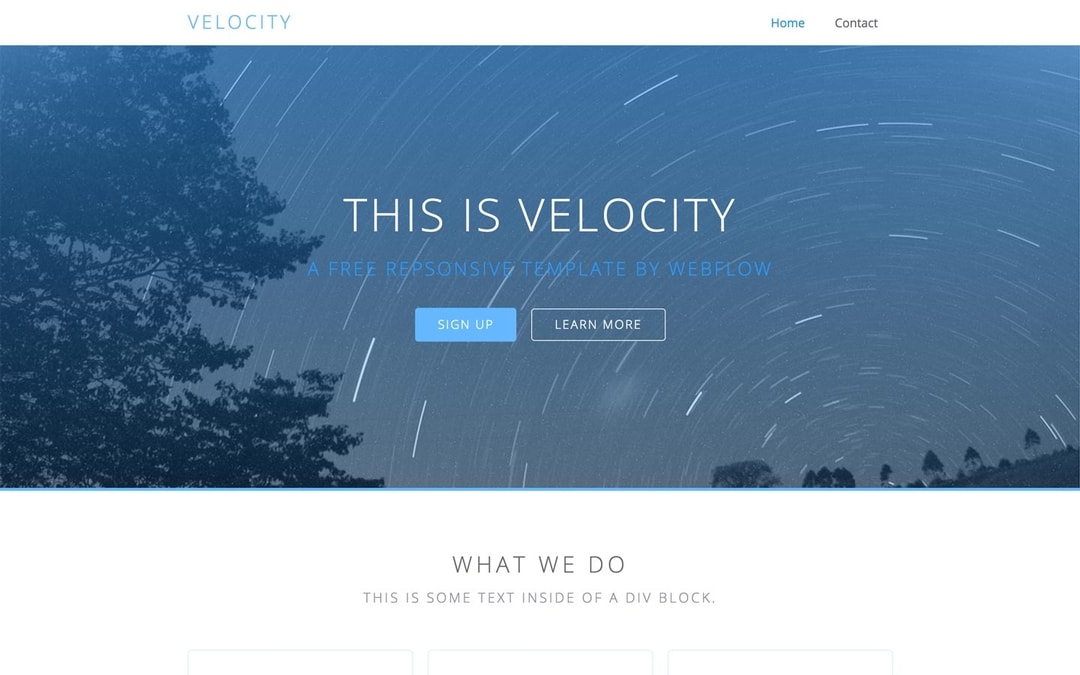 VELOCITY
Home
Contact
THIS IS VELOCITY
A FREE REPSONSIVE TEMPLATE BY WEBFLOW
SIGN UP
LEARN MORE
WHAT WE DO
THIS IS SOME TEXT INSIDE OF A DIV BLOCK.